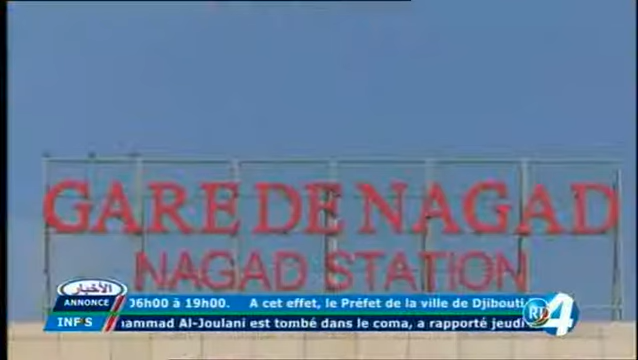 GARE DE NAGAD
NAGAD STATION
الأخبار
ANNONCE 06h00 à 19h00. A cet effet, le Préfet de la ville de Djibouti
INFOS ammad Al-Joulani est tombé dans le coma, a rapporté jeudi
4